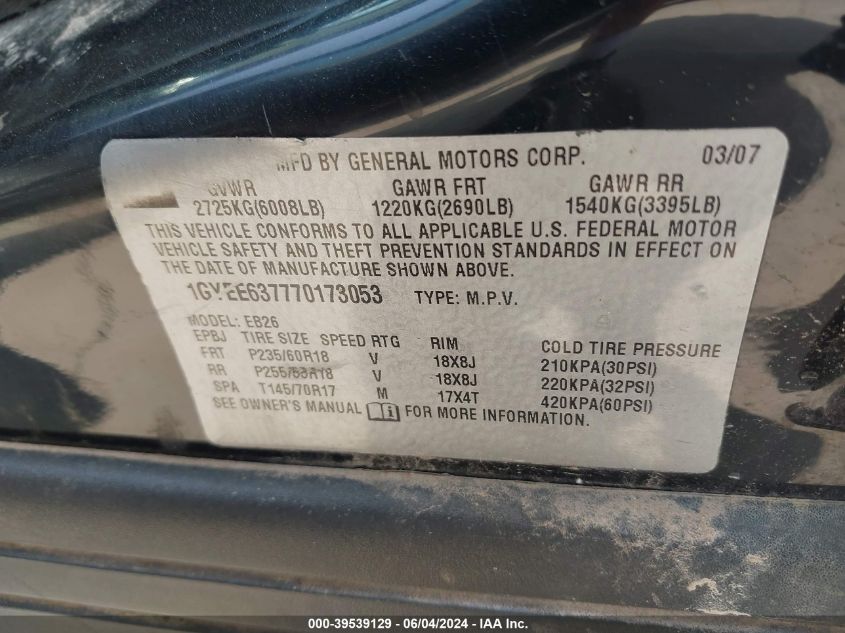 MFD BY GENERAL MOTORS CORP. 03/07
GVWR GAWR FRT GAWR RR
2725KG(6008LB) 1220KG(2690LB) 1540KG(3395LB)
THIS VEHICLE CONFORMS TO ALL APPLICABLE U.S. FEDERAL MOTOR
VEHICLE SAFETY AND THEFT PREVENTION STANDARDS IN EFFECT ON
THE DATE OF MANUFACTURE SHOWN ABOVE.
1GYEE637770173053 TYPE: M.P.V.
MODEL: EB26
EPBJ TIRE SIZE SPEED RTG RIM COLD TIRE PRESSURE
FRT P235/60R18 V 18X8J 210KPA(30PSI)
RR V 18X8J 220KPA(32PSI)
SPA T145/70R17 M 17X4T 420KPA(60PSI)
SEE OWNER'S MANUAL FOR MORE INFORMATION.
000-39539129 - 06/04/2024 - IAA Inc.